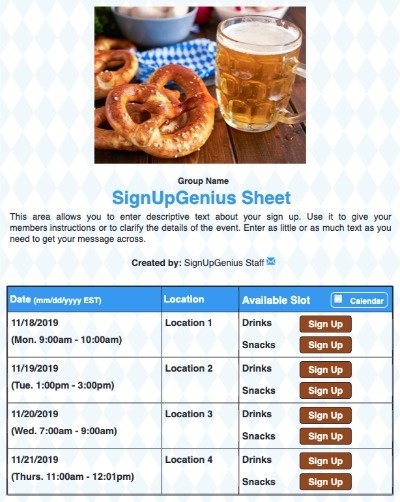 Group Name
SignUpGenius Sheet
This area allows you to enter descriptive text about your sign up. Use it to give your
members instructions or to clarify the details of the event. Enter as little or as much text as you
need to get your message across.
Created by: SignUpGenius Staff
Date (mm/dd/yyyy EST) Location Available Slot Calendar
11/18/2019 Location 1 Drinks Sign Up
(Mon. 9:00am - 10:00am)
Snacks Sign Up
11/19/2019 Location 2 Drinks Sign Up
(Tue. 1:00pm - 3:00pm)
Snacks Sign Up
11/20/2019 Location 3 Drinks Sign Up
(Wed. 7:00am - 9:00am)
Snacks Sign Up
11/21/2019 Location 4 Drinks Sign Up
(Thurs. 11:00am - 12:01pm)
Snacks Sign Up